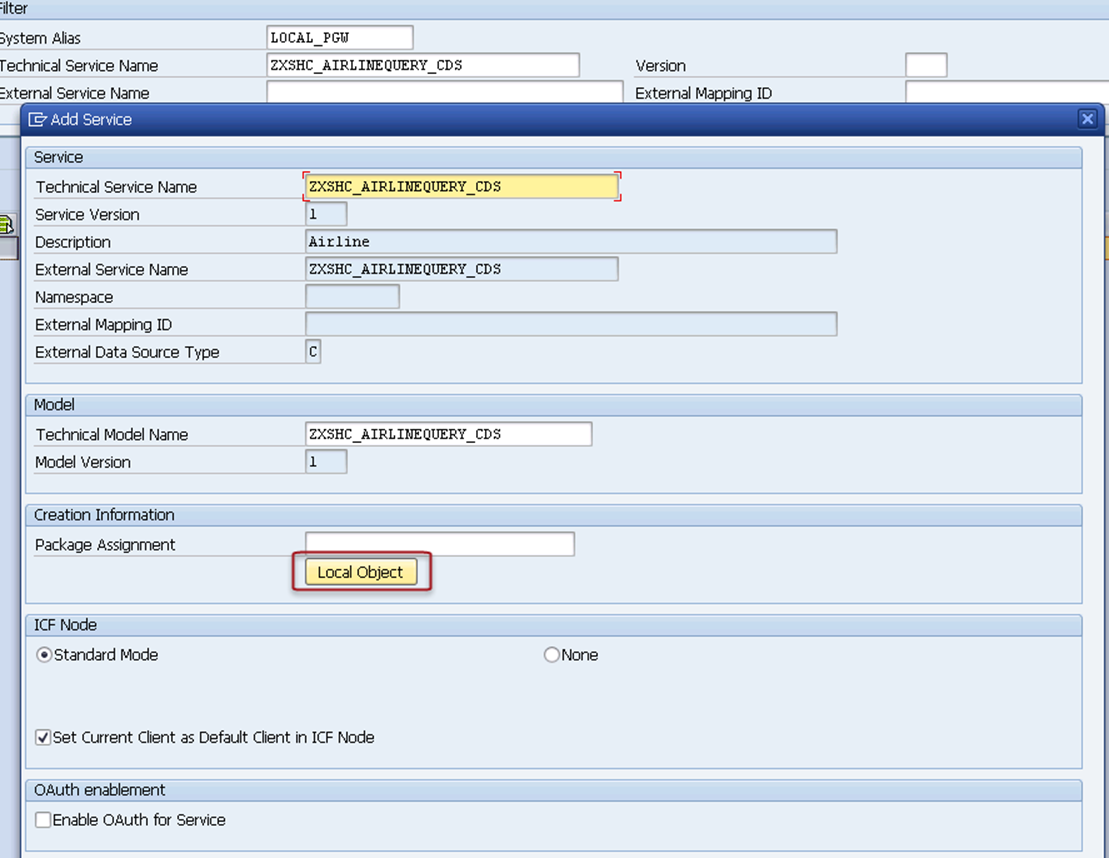 Filter
System Alias LOCAL_PGW
Technical Service Name ZXSHC_AIRLINEQUERY_CDS Version
External Service Name External Mapping ID
Add Service
Service
Technical Service Name ZXSHC_AIRLINEQUERY_CDS
Service Version 1
Description Airline
External Service Name ZXSHC_AIRLINEQUERY_CDS
Namespace
External Mapping ID
External Data Source Type C
Model
Technical Model Name ZXSHC_AIRLINEQUERY_CDS
Model Version 1
Creation Information
Package Assignment
Local Object
ICF Node
Standard Mode None
Set Current Client as Default Client in ICF Node
OAuth enablement
Enable OAuth for Service